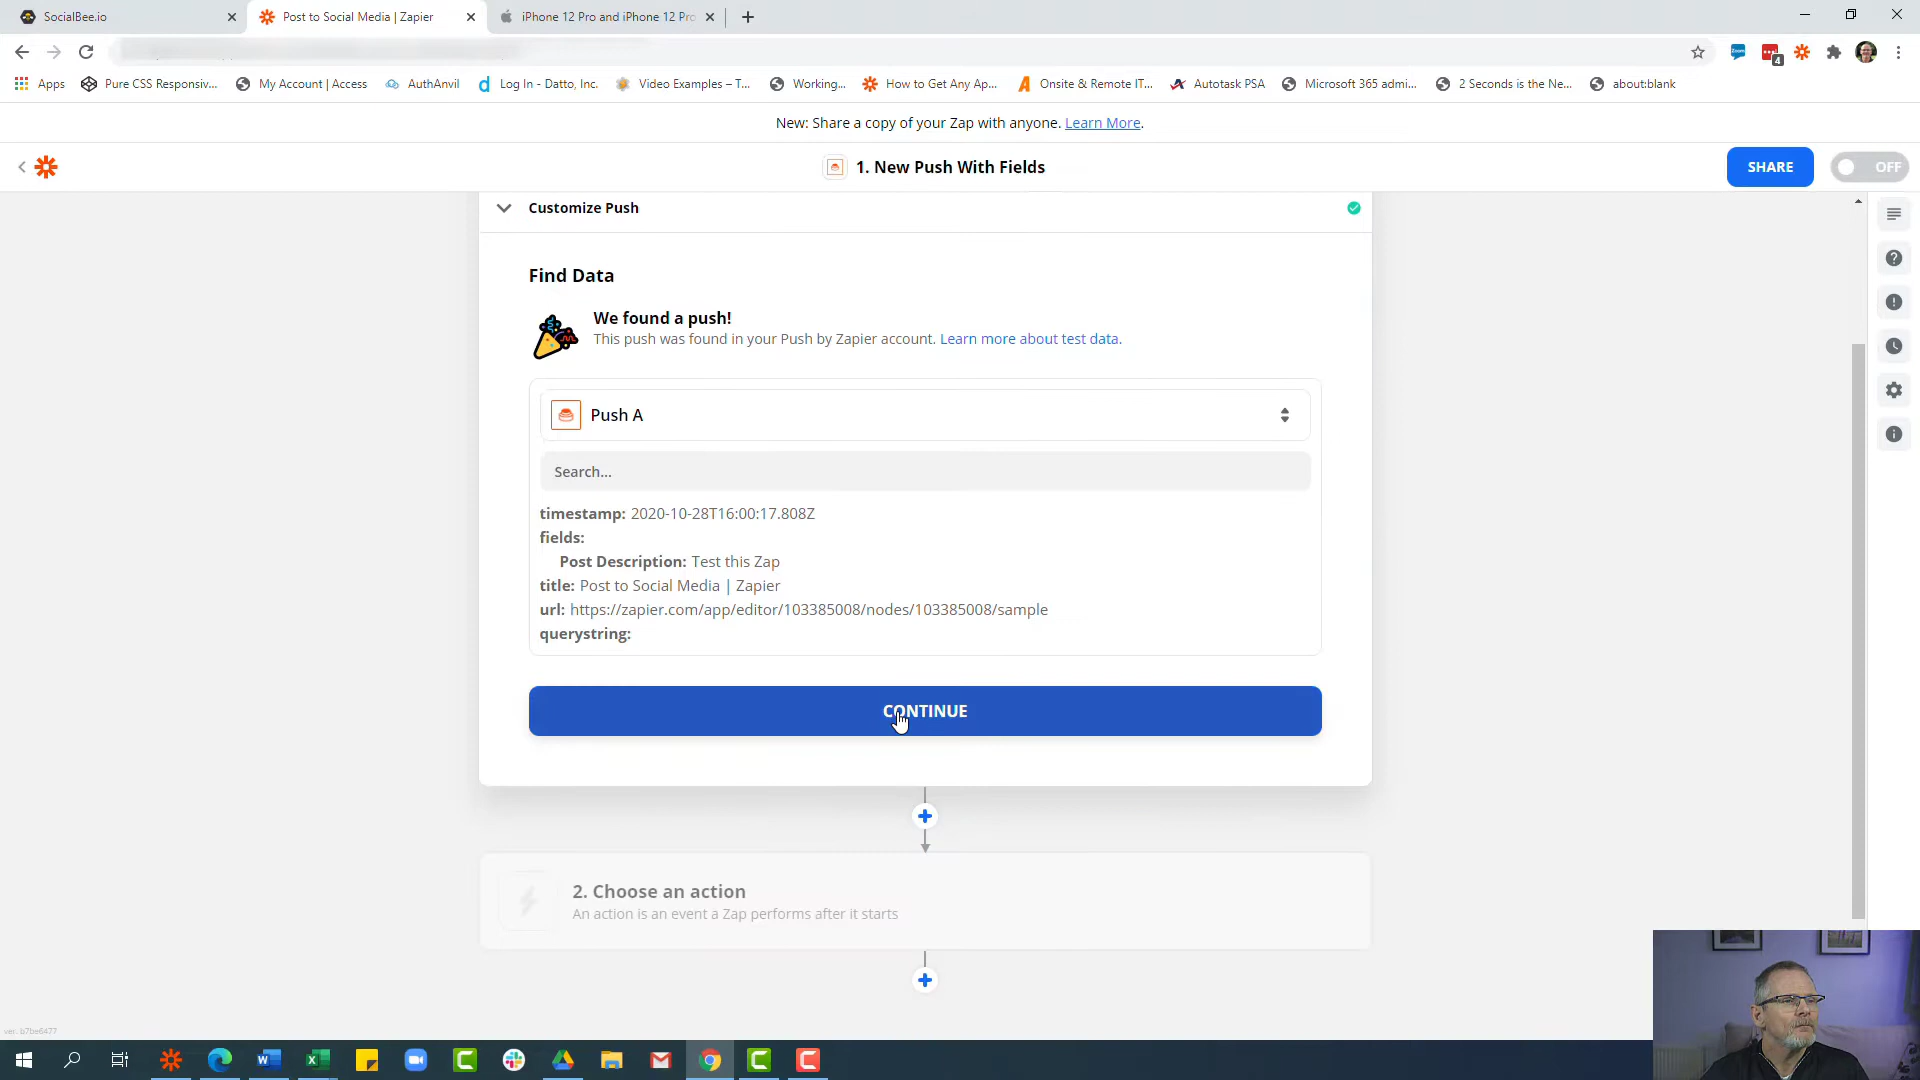 SocialBee.io
Post to Social Media | Zapier
iPhone 12 Pro and iPhone 12 Pro
4
Apps
Pure CSS Responsiv...
My Account | Access
AuthAnvil
Log In - Datto, Inc.
Video Examples – T...
Working...
How to Get Any Ap...
Onsite & Remote IT...
Autotask PSA
Microsoft 365 admi...
2 Seconds is the Ne...
about:blank
New: Share a copy of your Zap with anyone. Learn More.
1. New Push With Fields
SHARE
OFF
Customize Push
Find Data
We found a push!
This push was found in your Push by Zapier account. Learn more about test data.
Push A
Search...
timestamp: 2020-10-28T16:00:17.808Z
fields:
Post Description: Test this Zap
title: Post to Social Media | Zapier
url: https://zapier.com/app/editor/103385008/nodes/103385008/sample
querystring:
CONTINUE
2. Choose an action
An action is an event a Zap performs after it starts
ver. b7be6477